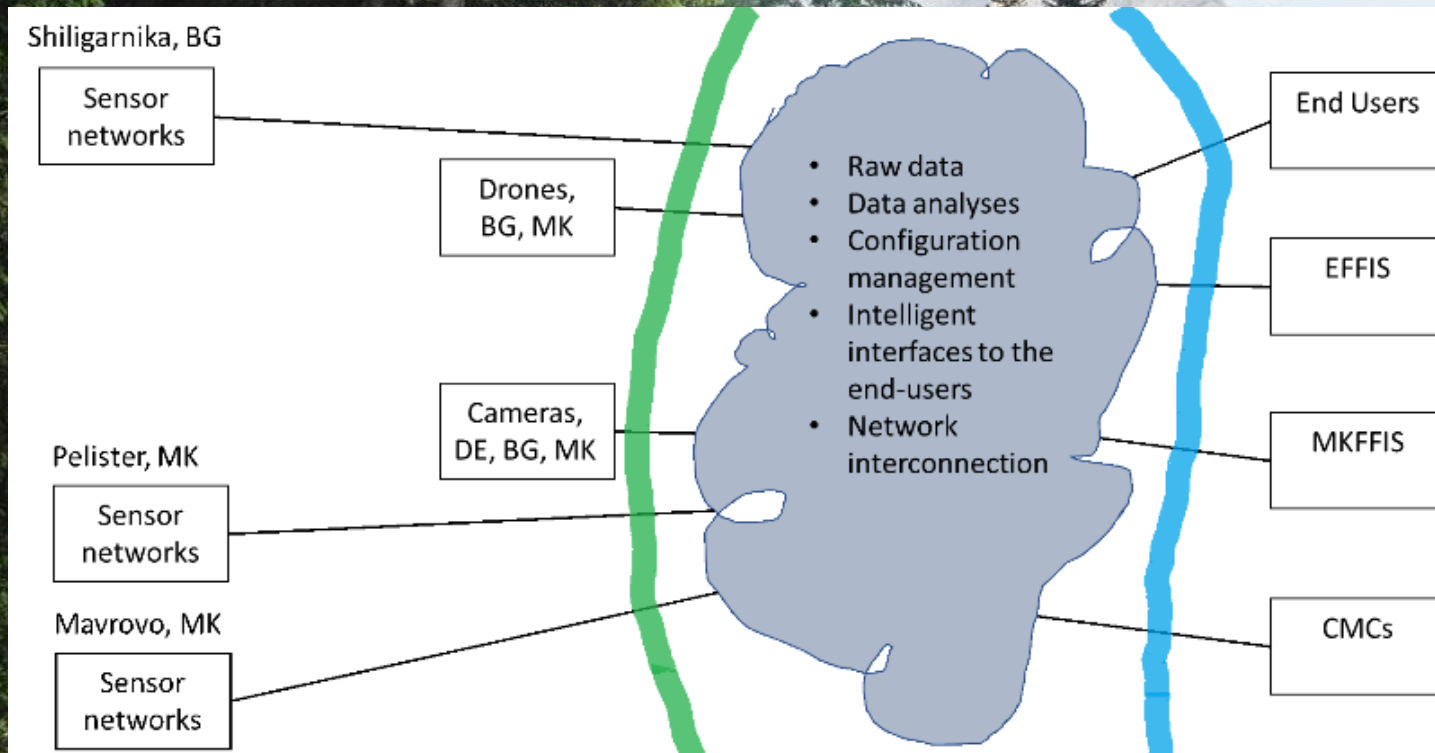 Shiligarnika, BG
Sensor
networks
Drones,
BG, MK
Cameras,
DE, BG, MK
Pelister, MK
Sensor
networks
Mavrovo, MK
Sensor
networks
• Raw data
• Data analyses
• Configuration
management
• Intelligent
interfaces to the
end-users
• Network
interconnection
End Users
EFFIS
MKFFIS
CMCs